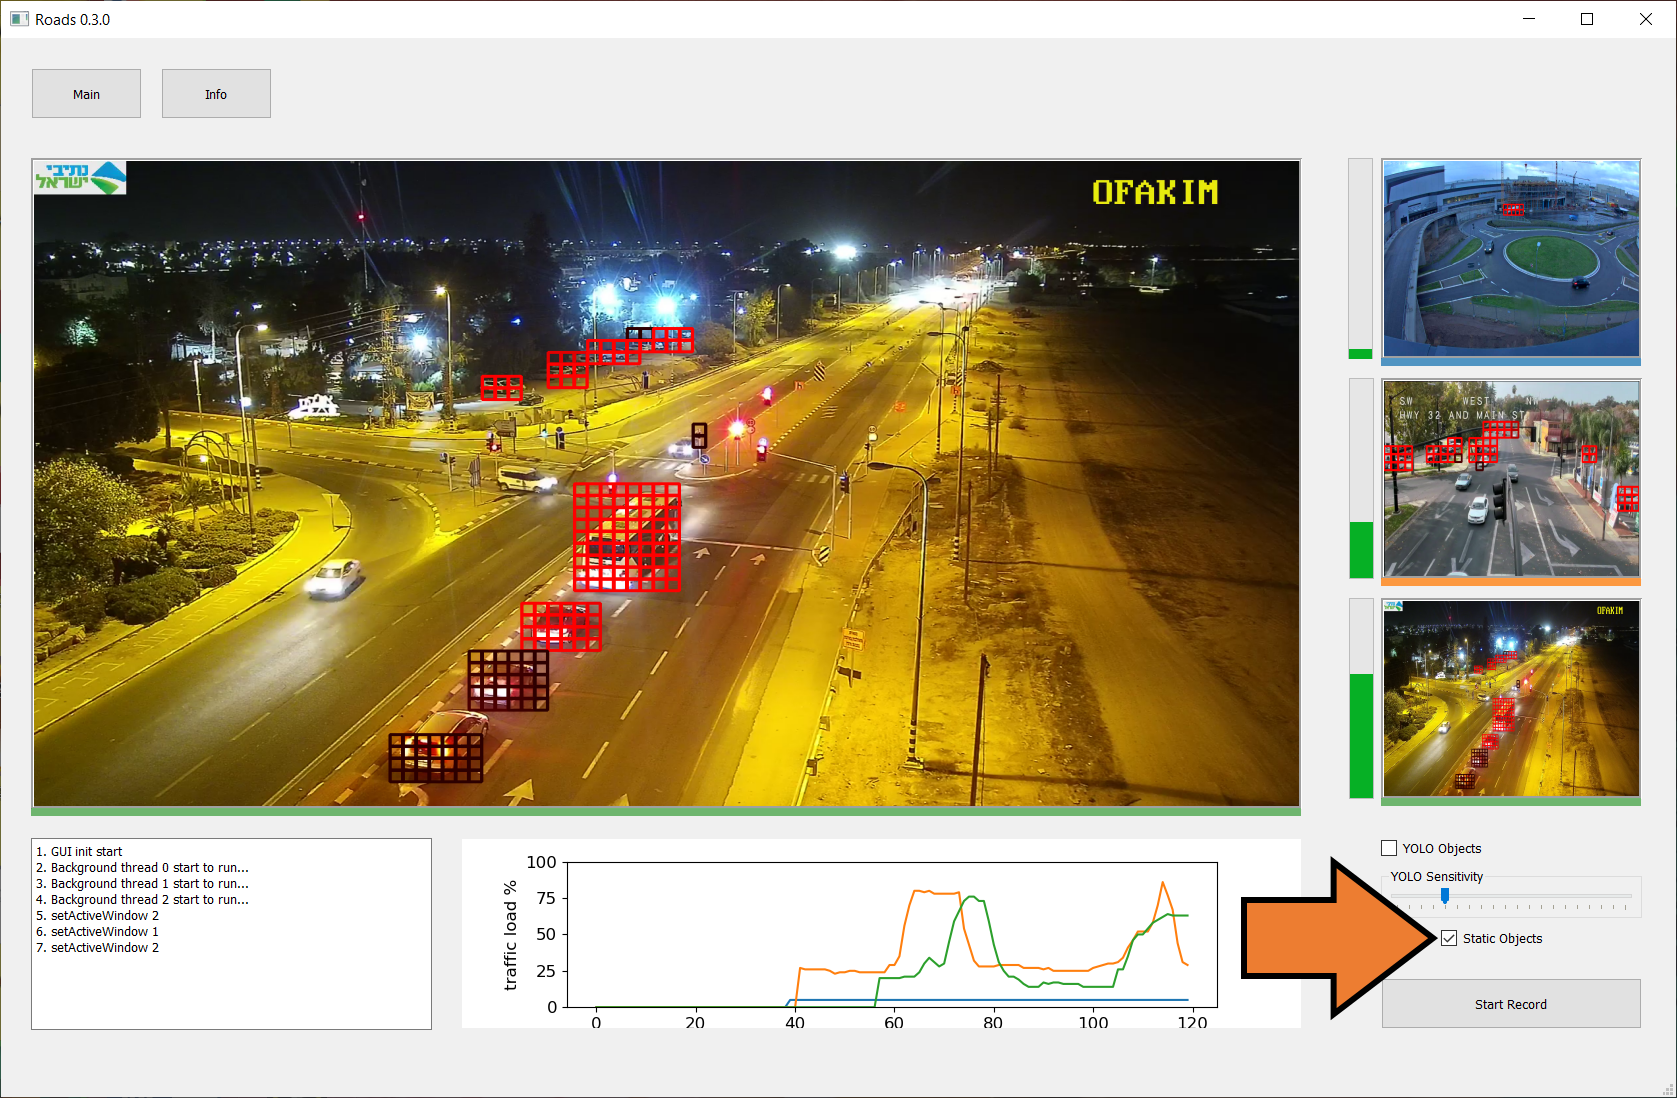 Roads 0.3.0
Main
Info
נתיבי
ישראל
OFAKIM
SW WEST NW
HWY 32 AND MAIN ST
OFAKIM
1. GUI init start
2. Background thread 0 start to run...
3. Background thread 1 start to run...
4. Background thread 2 start to run...
5. setActiveWindow 2
6. setActiveWindow 1
7. setActiveWindow 2
traffic load %
100
75
50
25
0
0 20 40 60 80 100 120
YOLO Objects
YOLO Sensitivity
Static Objects
Start Record